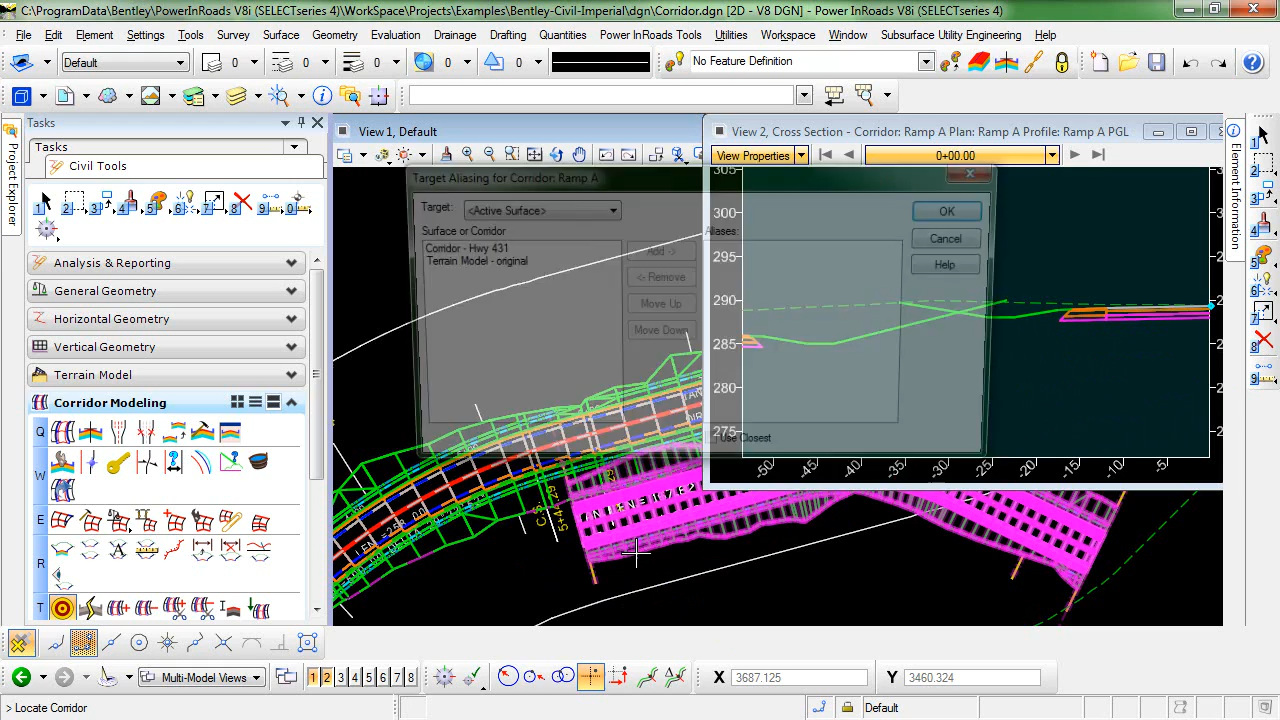 C:\ProgramData\Bentley\PowerInRoads V8i (SELECTseries 4)\WorkSpace\Projects\Examples\Bentley-Civil-Imperial\dgn\Corridor.dgn [2D - V8 DGN] - Power InRoads V8i (SELECTseries 4)
File Edit Element Settings Tools Survey Surface Geometry Evaluation Drainage Drafting Quantities Power InRoads Tools Utilities Workspace Window Subsurface Utility Engineering Help
Default 0 0 0 0 0 No Feature Definition
Tasks
View 1, Default
View 2, Cross Section - Corridor: Ramp A Plan: Ramp A Profile: Ramp A PGL
Project Explorer
Element Information
Tasks
Civil Tools
View Properties
0+00.00
Target Aliasing for Corridor: Ramp A
Target: <Active Surface>
OK
Surface or Corridor
Aliases:
Corridor - Hwy 431
Terrain Model - original
Add ->
<- Remove
Move Up
Move Down
Cancel
Help
Use Closest
305
300
295
290
285
280
275
-50 -45 -40 -35 -30 -25 -20 -15 -10 -5
Analysis & Reporting
General Geometry
Horizontal Geometry
Vertical Geometry
Terrain Model
Corridor Modeling
Q
W
E
R
T
1 2 3 4 5 6 7 8
Multi-Model Views
X 3687.125 Y 3460.324
> Locate Corridor
Default